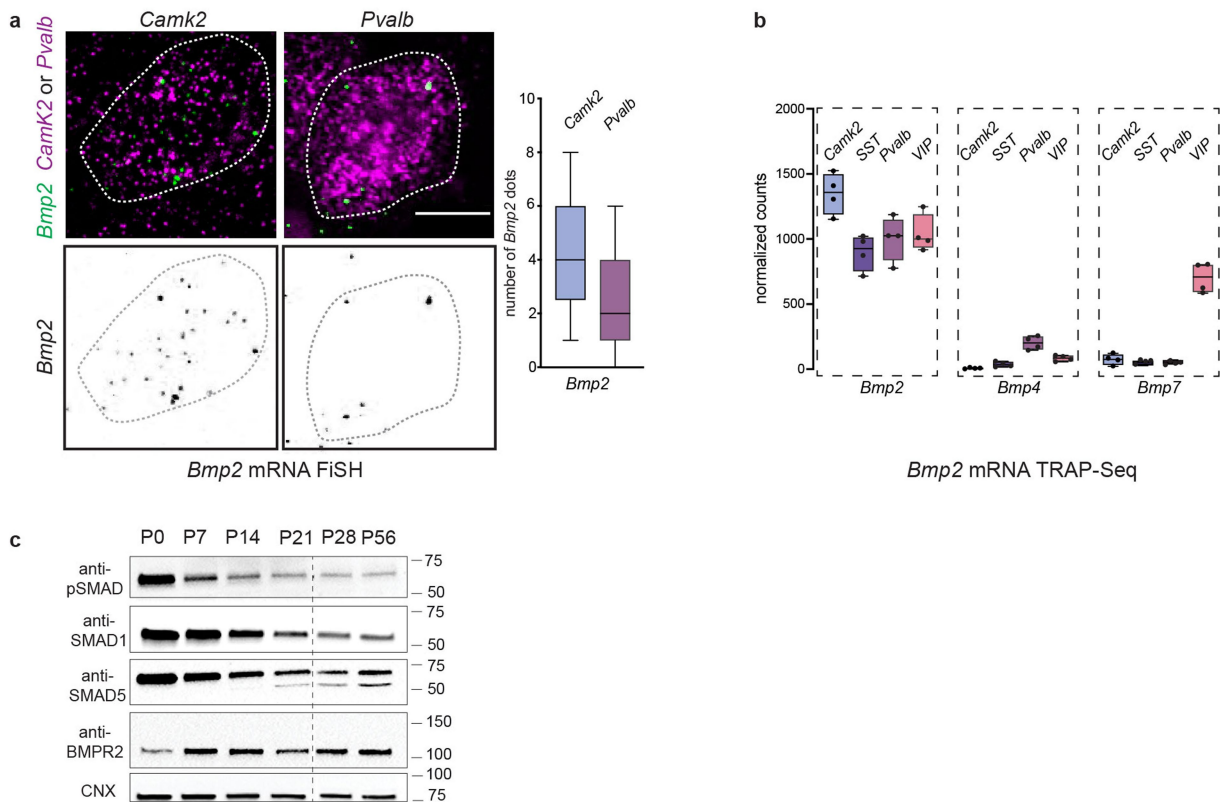 a
Camk2
Pvalb
Bmp2 CamK2 or Pvalb
Bmp2
Bmp2 mRNA FiSH
number of Bmp2 dots
10
8
6
4
2
0
Camk2
Pvalb
Bmp2
b
normalized counts
2000
1500
1000
500
0
Camk2 SST Pvalb VIP
Camk2 SST Pvalb VIP
Camk2 SST Pvalb VIP
Bmp2 Bmp4 Bmp7
Bmp2 mRNA TRAP-Seq
c
P0 P7 P14 P21 P28 P56
anti-
pSMAD
75
50
anti-
SMAD1
75
50
anti-
SMAD5
75
50
anti-
BMPR2
150
100
CNX
100
75